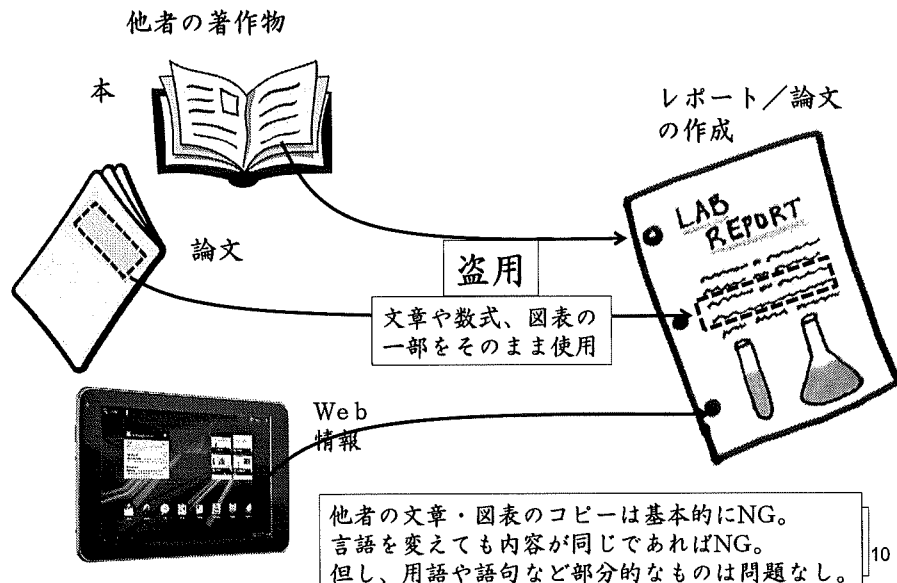 他者の著作物
本
論文
Web
情報
盗用
文章や数式、図表の
一部をそのまま使用
レポート／論文
の作成
LAB
REPORT
他者の文章・図表のコピーは基本的にNG。
言語を変えても内容が同じであればNG。
但し、用語や語句など部分的なものは問題なし。
10